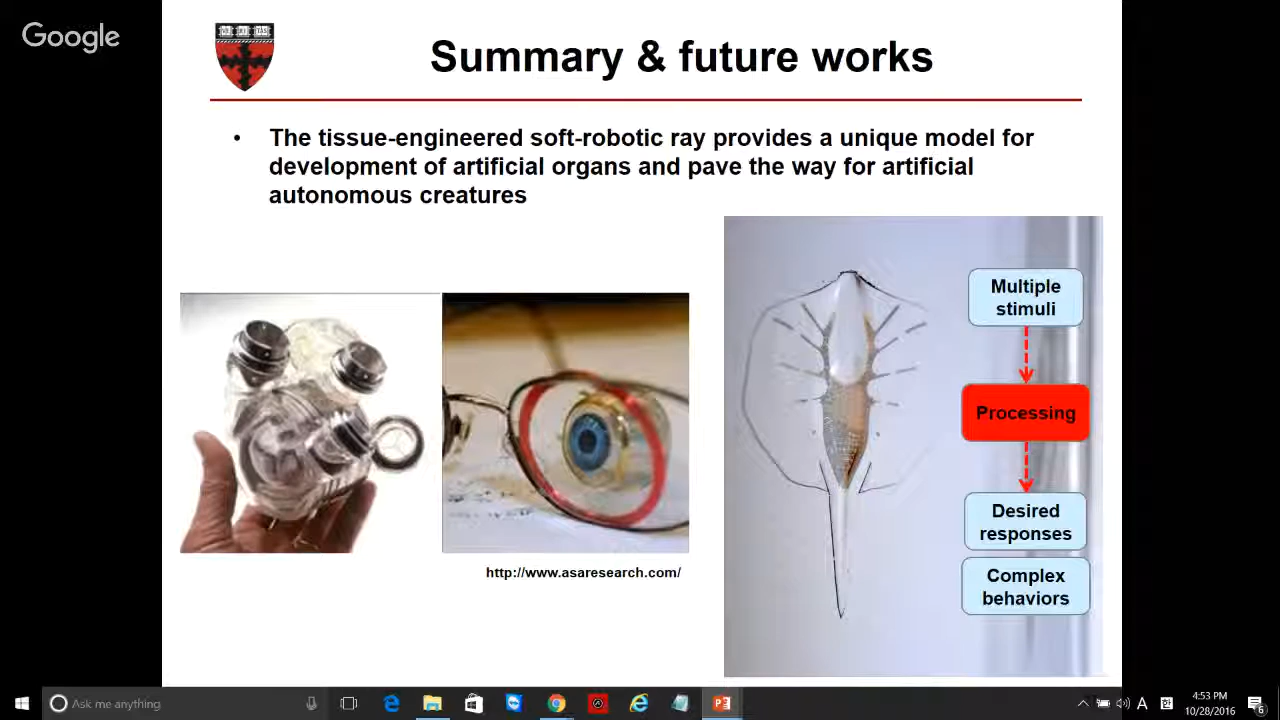 Google
Summary & future works
• The tissue-engineered soft-robotic ray provides a unique model for
development of artificial organs and pave the way for artificial
autonomous creatures
Multiple
stimuli
Processing
Desired
responses
Complex
behaviors
http://www.asaresearch.com/
Ask me anything
A
4:53 PM
10/28/2016
6